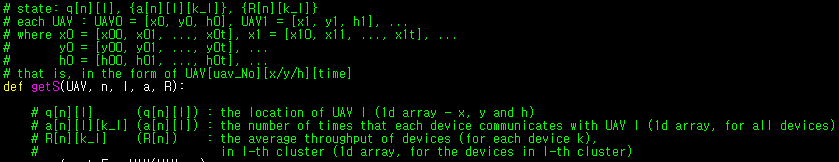 # state: q[n][l], {a[n][l][k_l]}, {R[n][k_l]}
# each UAV : UAV0 = [x0, y0, h0], UAV1 = [x1, y1, h1], ...
# where x0 = [x00, x01, ..., x0t], x1 = [x10, x11, ..., x1t], ...
#       y0 = [y00, y01, ..., y0t], ...
#       h0 = [h00, h01, ..., h0t], ...
# that is, in the form of UAV[uav_No][x/y/h][time]
def getS(UAV, n, l, a, R):
    # q[n][l]      (q[n][l]) : the location of UAV l (1d array - x, y and h)
    # a[n][l][k_l] (a[n][l]) : the number of times that each device communicates with UAV l (1d array, for all devices)
    # R[n][k_l]    (R[n])    : the average throughput of devices (for each device k),
    #                          in l-th cluster (1d array, for the devices in l-th cluster)